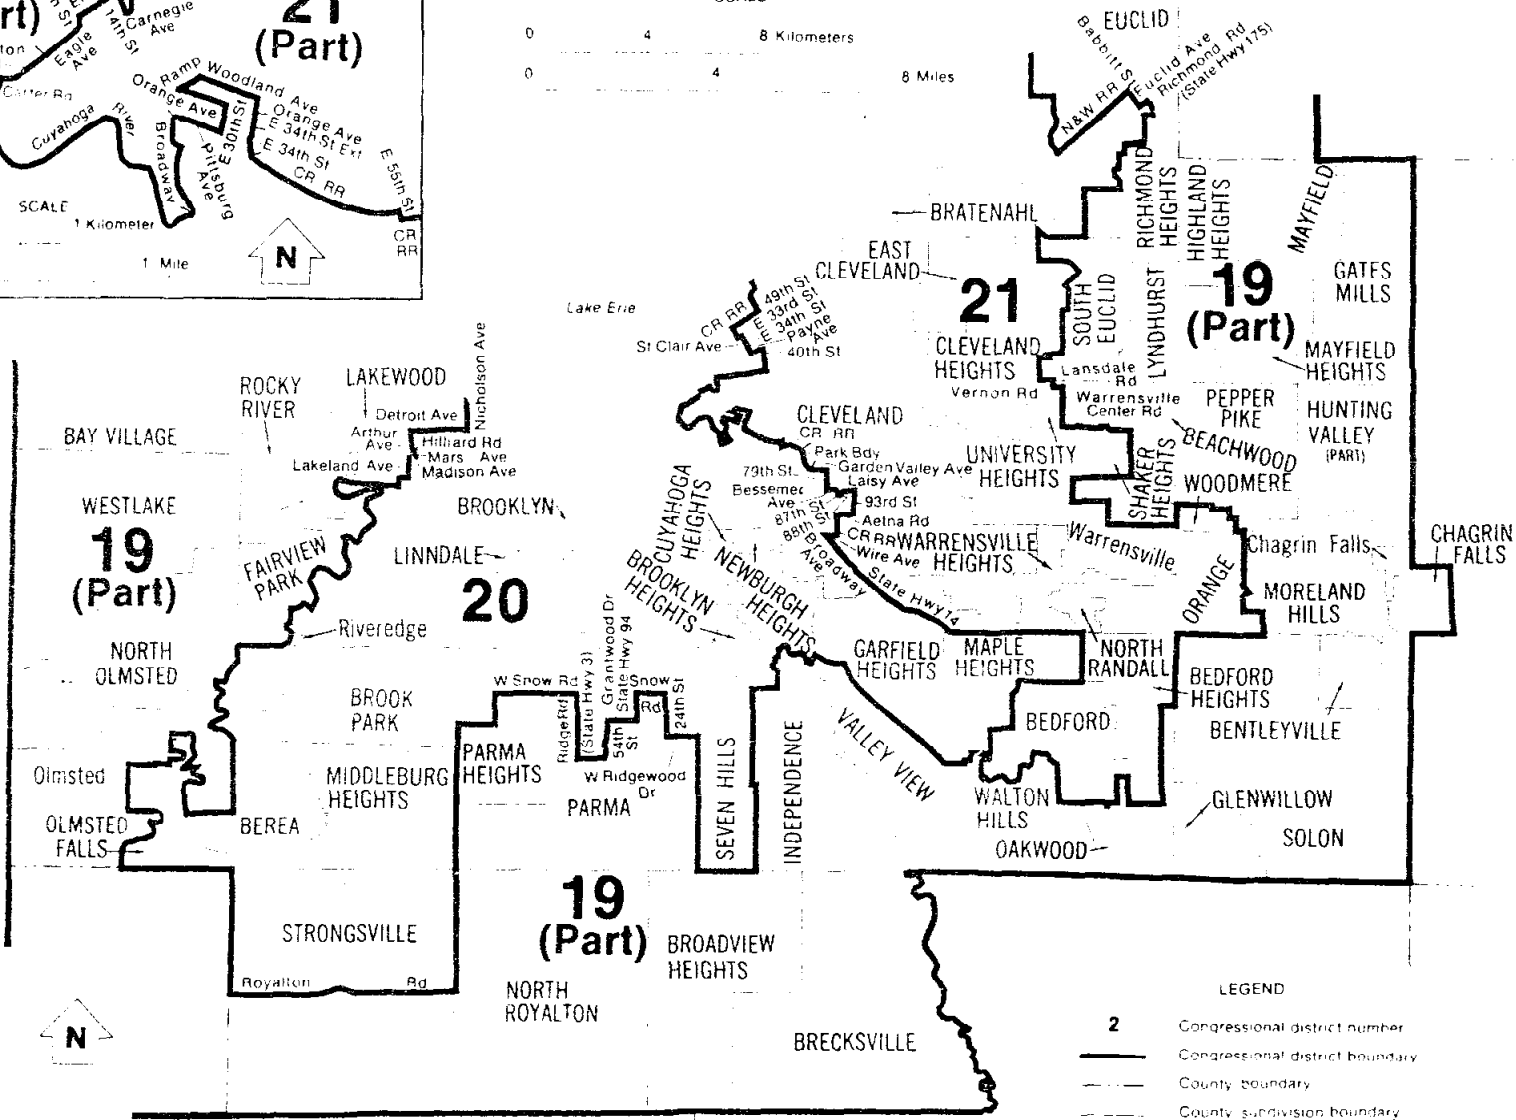 rt)
14th St
Carnegie
Ave
21
(Part)
ton
Eagle
Ave
Carter Rd
Cuyahoga
River
Ramp
Woodland Ave
Orange Ave
Orange Ave
E 34th St Ext
E 34th St
CR RR
E 30th St
Broadway
Pittsburg
Ave
E 55th St
CR
RR
SCALE
1 Kilometer
1 Mile
N
0 4 8 Kilometers
0 4 8 Miles
EUCLID
Babbitt St
Euclid Ave
Richmond Rd
(State Hwy 175)
N&W RR
BRATENAHL
EAST
CLEVELAND
21
RICHMOND
HEIGHTS
HIGHLAND
HEIGHTS
MAYFIELD
GATES
MILLS
19
(Part)
SOUTH
EUCLID
LYNDHURST
MAYFIELD
HEIGHTS
Lake Erie
CR RR
49th St
E 33rd St
E 34th St
Payne
Ave
40th St
St Clair Ave
CLEVELAND
HEIGHTS
Vernon Rd
Lansdale
Rd
Warrensville
Center Rd
PEPPER
PIKE
HUNTING
VALLEY
(PART)
ROCKY
RIVER
LAKEWOOD
Nicholson Ave
Detroit Ave
Arthur
Ave
Hilliard Rd
Mars Ave
Madison Ave
Lakeland Ave
BAY VILLAGE
CLEVELAND
CR RR
Park Bdy
Garden Valley Ave
Laisy Ave
79th St
Bessemer
Ave
87th St
88th St
93rd St
Aetna Rd
CR RR
Wire Ave
Broadway
Ave
State Hwy 14
UNIVERSITY
HEIGHTS
BEACHWOOD
SHAKER
HEIGHTS
WOODMERE
WESTLAKE
19
(Part)
BROOKLYN
LINNDALE
20
FAIRVIEW
PARK
CUYAHOGA
HEIGHTS
BROOKLYN
HEIGHTS
NEWBURGH
HEIGHTS
WARRENSVILLE
HEIGHTS
Warrensville
ORANGE
Chagrin Falls
CHAGRIN
FALLS
MORELAND
HILLS
Riveredge
NORTH
OLMSTED
GARFIELD
HEIGHTS
MAPLE
HEIGHTS
NORTH
RANDALL
BEDFORD
HEIGHTS
BENTLEYVILLE
BROOK
PARK
W Snow Rd
Ridge Rd
(State Hwy 3)
Grantwood Dr
State Hwy 94
54th
St
Snow
Rd
24th St
W Ridgewood
Dr
PARMA
HEIGHTS
PARMA
BEDFORD
VALLEY VIEW
INDEPENDENCE
SEVEN HILLS
Olmsted
MIDDLEBURG
HEIGHTS
WALTON
HILLS
GLENWILLOW
SOLON
OLMSTED
FALLS
BEREA
OAKWOOD
19
(Part)
STRONGSVILLE
Royalton Rd
BROADVIEW
HEIGHTS
NORTH
ROYALTON
BRECKSVILLE
N
LEGEND
2 Congressional district number
Congressional district boundary
County boundary
County subdivision boundary